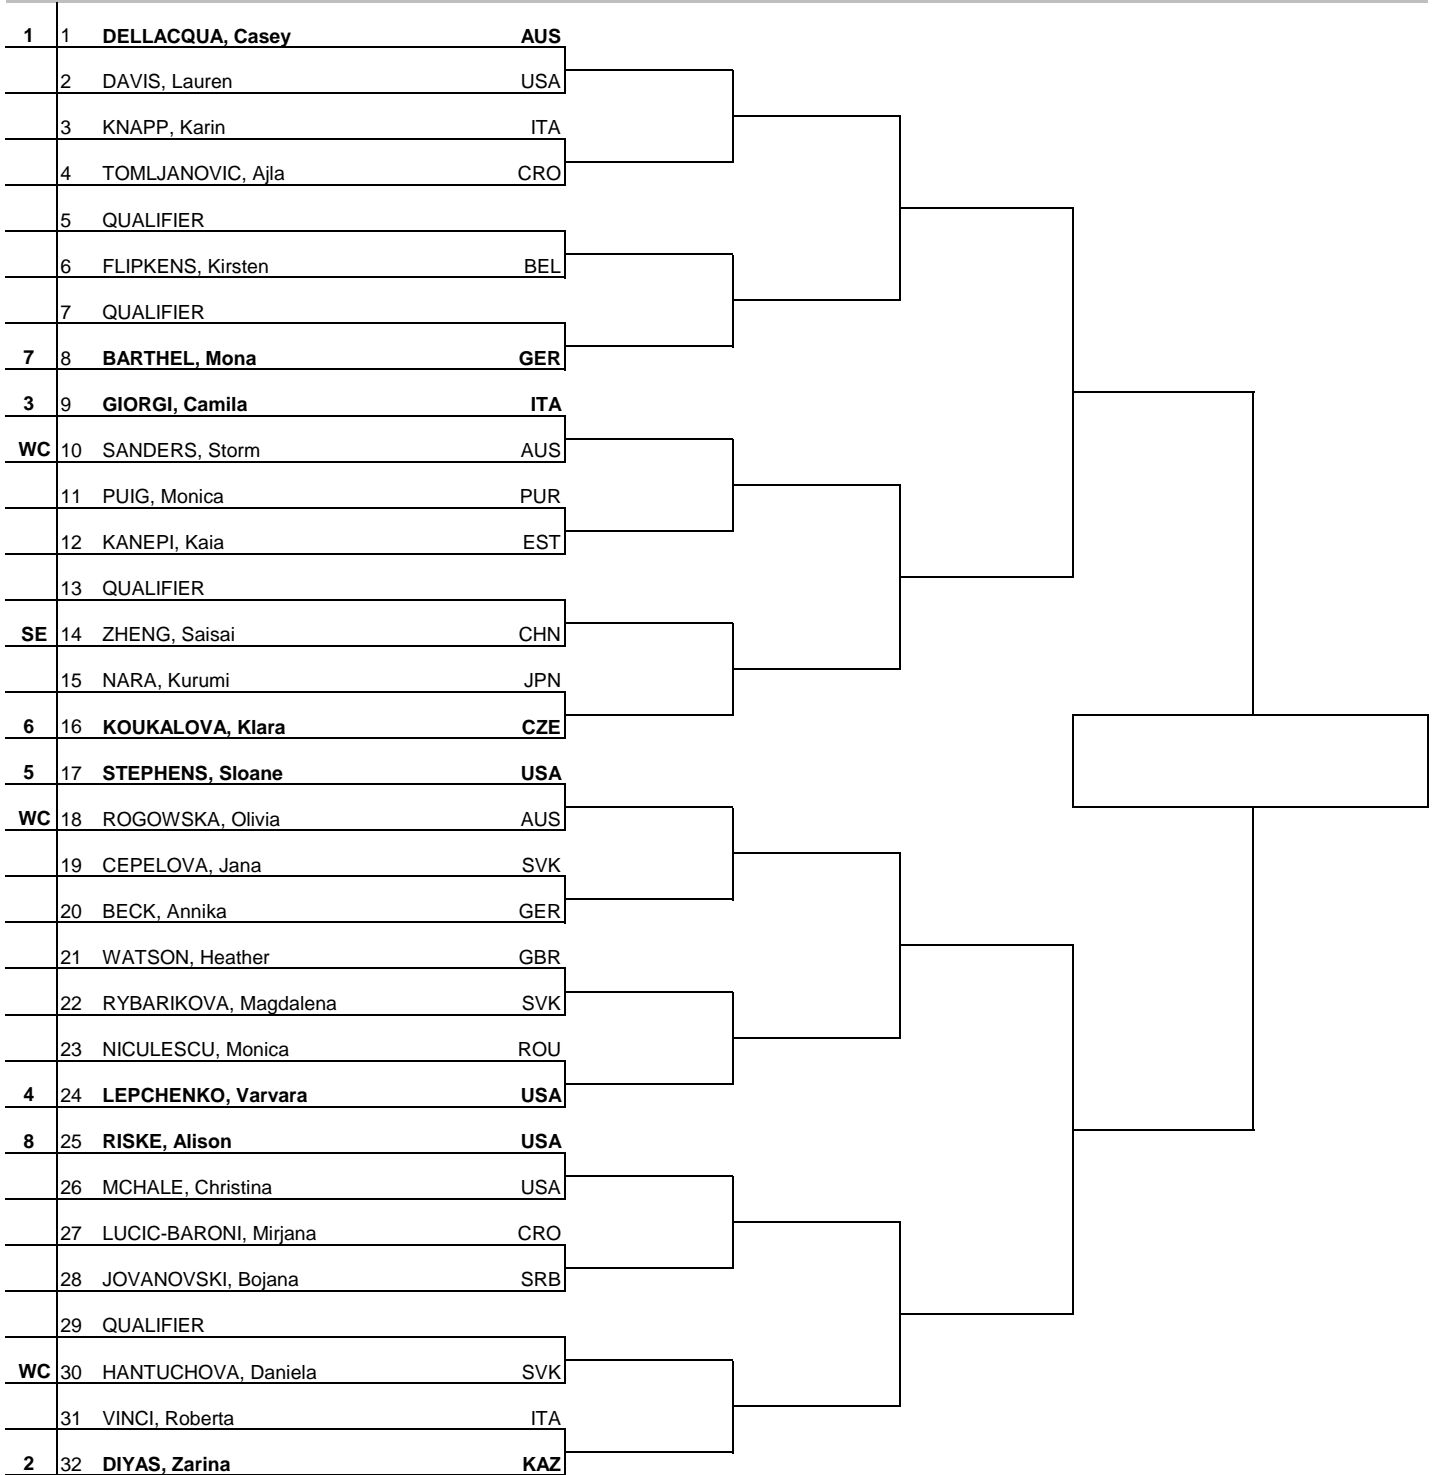 1 1 DELLACQUA, Casey AUS
2 DAVIS, Lauren USA
3 KNAPP, Karin ITA
4 TOMLJANOVIC, Ajla CRO
5 QUALIFIER
6 FLIPKENS, Kirsten BEL
7 QUALIFIER
7 8 BARTHEL, Mona GER
3 9 GIORGI, Camila ITA
WC 10 SANDERS, Storm AUS
11 PUIG, Monica PUR
12 KANEPI, Kaia EST
13 QUALIFIER
SE 14 ZHENG, Saisai CHN
15 NARA, Kurumi JPN
6 16 KOUKALOVA, Klara CZE
5 17 STEPHENS, Sloane USA
WC 18 ROGOWSKA, Olivia AUS
19 CEPELOVA, Jana SVK
20 BECK, Annika GER
21 WATSON, Heather GBR
22 RYBARIKOVA, Magdalena SVK
23 NICULESCU, Monica ROU
4 24 LEPCHENKO, Varvara USA
8 25 RISKE, Alison USA
26 MCHALE, Christina USA
27 LUCIC-BARONI, Mirjana CRO
28 JOVANOVSKI, Bojana SRB
29 QUALIFIER
WC 30 HANTUCHOVA, Daniela SVK
31 VINCI, Roberta ITA
2 32 DIYAS, Zarina KAZ